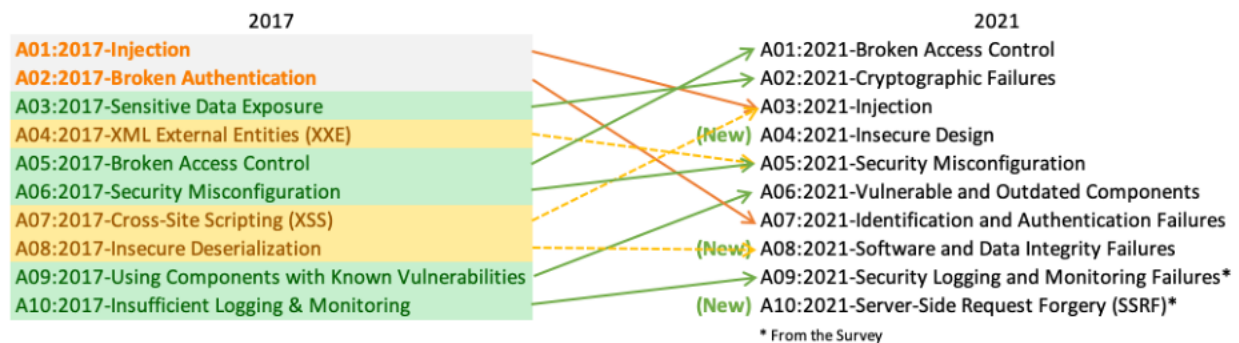 2017
2021
A01:2017-Injection
A02:2017-Broken Authentication
A03:2017-Sensitive Data Exposure
A04:2017-XML External Entities (XXE)
A05:2017-Broken Access Control
A06:2017-Security Misconfiguration
A07:2017-Cross-Site Scripting (XSS)
A08:2017-Insecure Deserialization
A09:2017-Using Components with Known Vulnerabilities
A10:2017-Insufficient Logging & Monitoring
A01:2021-Broken Access Control
A02:2021-Cryptographic Failures
A03:2021-Injection
(New) A04:2021-Insecure Design
A05:2021-Security Misconfiguration
A06:2021-Vulnerable and Outdated Components
A07:2021-Identification and Authentication Failures
(New) A08:2021-Software and Data Integrity Failures
A09:2021-Security Logging and Monitoring Failures*
(New) A10:2021-Server-Side Request Forgery (SSRF)*
* From the Survey